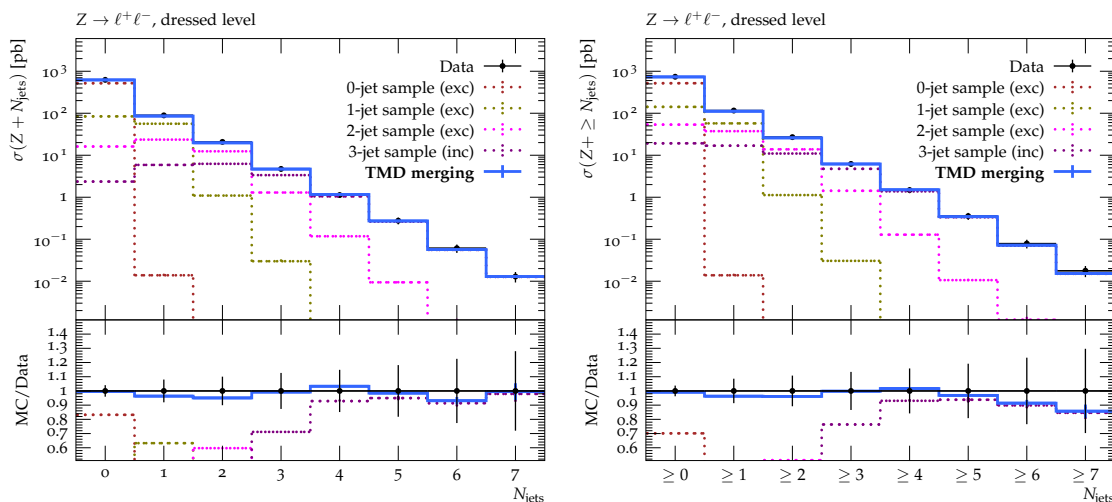 Z → ℓ⁺ℓ⁻, dressed level
σ(Z + N_jets) [pb]
10³
10²
10¹
1
10⁻¹
10⁻²
Data
0-jet sample (exc)
1-jet sample (exc)
2-jet sample (exc)
3-jet sample (inc)
TMD merging
MC/Data
1.4
1.3
1.2
1.1
1.0
0.9
0.8
0.7
0.6
0 1 2 3 4 5 6 7
N_jets
Z → ℓ⁺ℓ⁻, dressed level
σ(Z+ ≥ N_jets) [pb]
10³
10²
10¹
1
10⁻¹
10⁻²
Data
0-jet sample (exc)
1-jet sample (exc)
2-jet sample (exc)
3-jet sample (inc)
TMD merging
MC/Data
1.4
1.3
1.2
1.1
1.0
0.9
0.8
0.7
0.6
≥ 0 ≥ 1 ≥ 2 ≥ 3 ≥ 4 ≥ 5 ≥ 6 ≥ 7
N_jets